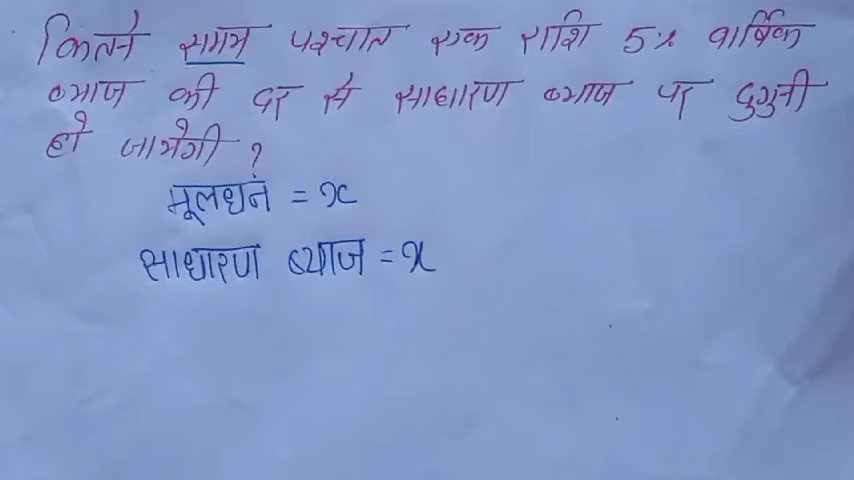 कितने समय पश्चात एक राशि 5% वार्षिक
ब्याज की दर से साधारण ब्याज पर दुगुनी
हो जायेगी ?
मूलधन = x
साधारण ब्याज = x